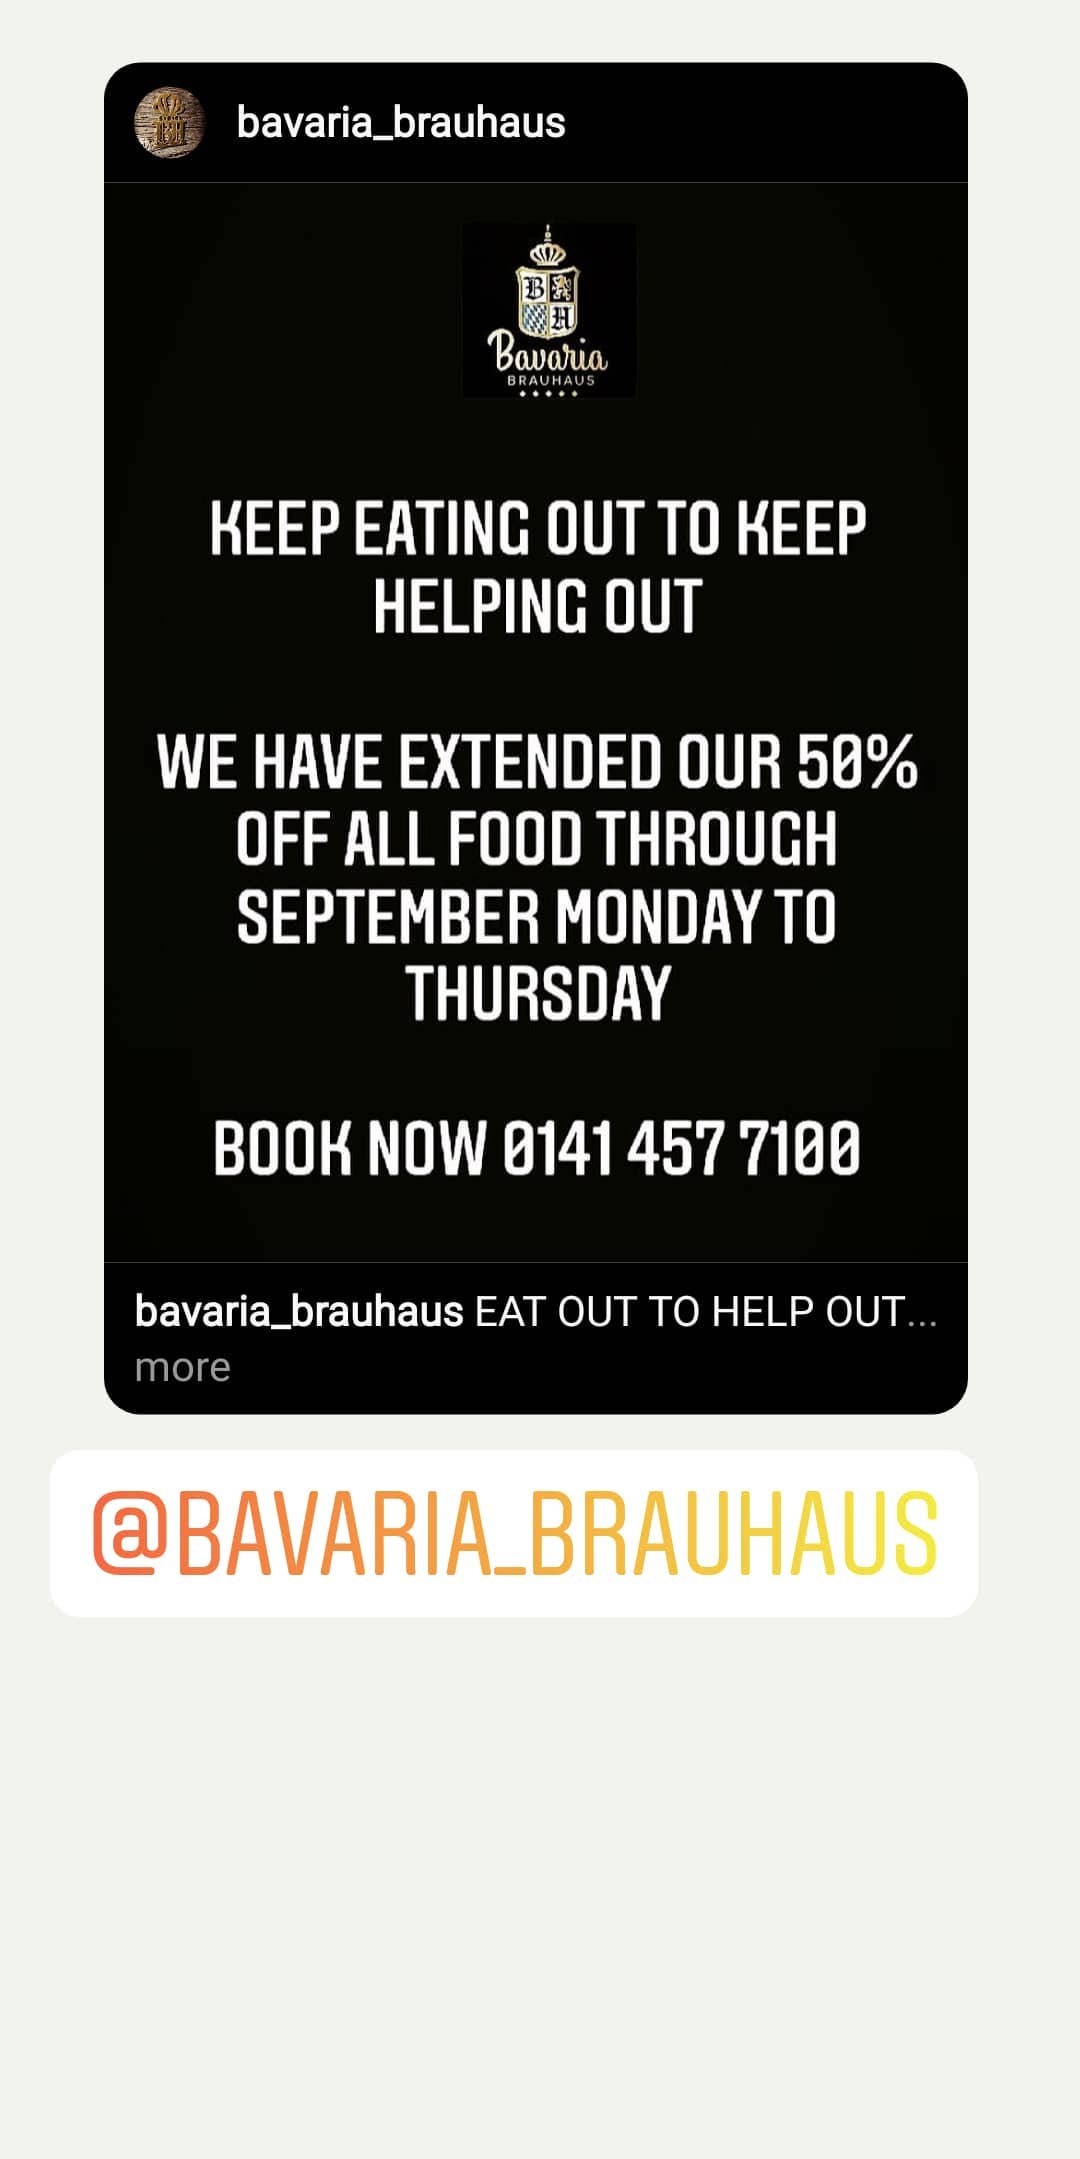 bavaria_brauhaus
B
H
Bavaria
BRAUHAUS
KEEP EATING OUT TO KEEP
HELPING OUT
WE HAVE EXTENDED OUR 50%
OFF ALL FOOD THROUGH
SEPTEMBER MONDAY TO
THURSDAY
BOOK NOW 0141 457 7100
bavaria_brauhaus EAT OUT TO HELP OUT...
more
@BAVARIA_BRAUHAUS